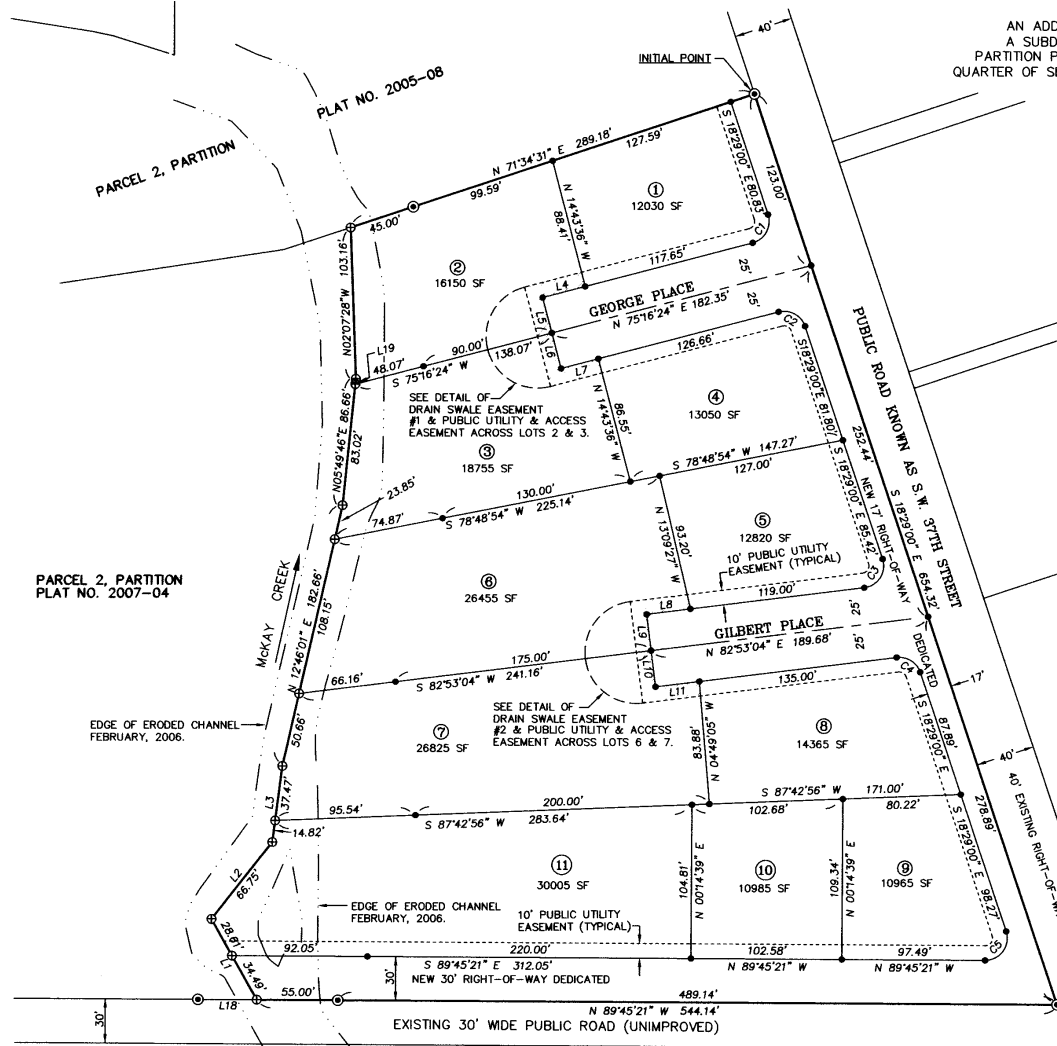 AN ADD
A SUBD
PARTITION P
QUARTER OF SE
40'
INITIAL POINT
PLAT NO. 2005-08
PARCEL 2, PARTITION
N 71°34'31" E 289.18'
127.59'
99.59'
45.00'
S 18°29'00" E 80.83'
123.00'
C1
①
12030 SF
N 14°43'36" W
88.41'
117.65'
②
16150 SF
N02°07'28"W 103.16'
L4
L5
L6
L7
GEORGE PLACE
N 75°16'24" E 182.35'
25'
25'
C2
126.66'
L19
48.07'
90.00'
138.07'
S 75°16'24" W
SEE DETAIL OF
DRAIN SWALE EASEMENT
#1 & PUBLIC UTILITY & ACCESS
EASEMENT ACROSS LOTS 2 & 3.
N05°49'46"E 86.66'
83.02'
③
18755 SF
④
13050 SF
N 14°43'36" W
86.55'
S18°29'00" E 81.80'
S 78°48'54" W 147.27'
127.00'
PUBLIC ROAD KNOWN AS S.W. 37TH STREET
252.44'
S 18°29'00" E 654.32'
NEW 17' RIGHT-OF-WAY
DEDICATED
S 18°29'00" E 85.42'
23.85'
130.00'
74.87'
S 78°48'54" W 225.14'
N 13°09'27" W
93.20'
⑤
12820 SF
10' PUBLIC UTILITY
EASEMENT (TYPICAL)
C3
119.00'
PARCEL 2, PARTITION
PLAT NO. 2007-04
McKAY CREEK
⑥
26455 SF
N 12°46'01" E 182.66'
108.15'
L8
L9
L10
L11
GILBERT PLACE
N 82°53'04" E 189.68'
25'
25'
C4
135.00'
175.00'
66.16'
S 82°53'04" W 241.16'
SEE DETAIL OF
DRAIN SWALE EASEMENT
#2 & PUBLIC UTILITY & ACCESS
EASEMENT ACROSS LOTS 6 & 7.
EDGE OF ERODED CHANNEL
FEBRUARY, 2006.
50.66'
⑦
26825 SF
83.88'
N 04°49'05" W
⑧
14365 SF
S 18°29'00" E
87.89'
17'
40'
40' EXISTING RIGHT-OF-WA
278.89'
L3
37.47'
14.82'
95.54'
200.00'
S 87°42'56" W
283.64'
S 87°42'56" W
171.00'
102.68'
80.22'
L2
66.75'
⑪
30005 SF
104.81'
N 00°14'39" E
⑩
10985 SF
109.34'
N 00°14'39" E
⑨
10965 SF
S 18°29'00" E 98.27'
C5
EDGE OF ERODED CHANNEL
FEBRUARY, 2006.
10' PUBLIC UTILITY
EASEMENT (TYPICAL)
28.61'
L1
34.49'
92.05'
220.00'
S 89°45'21" E 312.05'
NEW 30' RIGHT-OF-WAY DEDICATED
30'
102.58'
N 89°45'21" W
97.49'
N 89°45'21" W
L18
55.00'
489.14'
N 89°45'21" W 544.14'
30'
EXISTING 30' WIDE PUBLIC ROAD (UNIMPROVED)